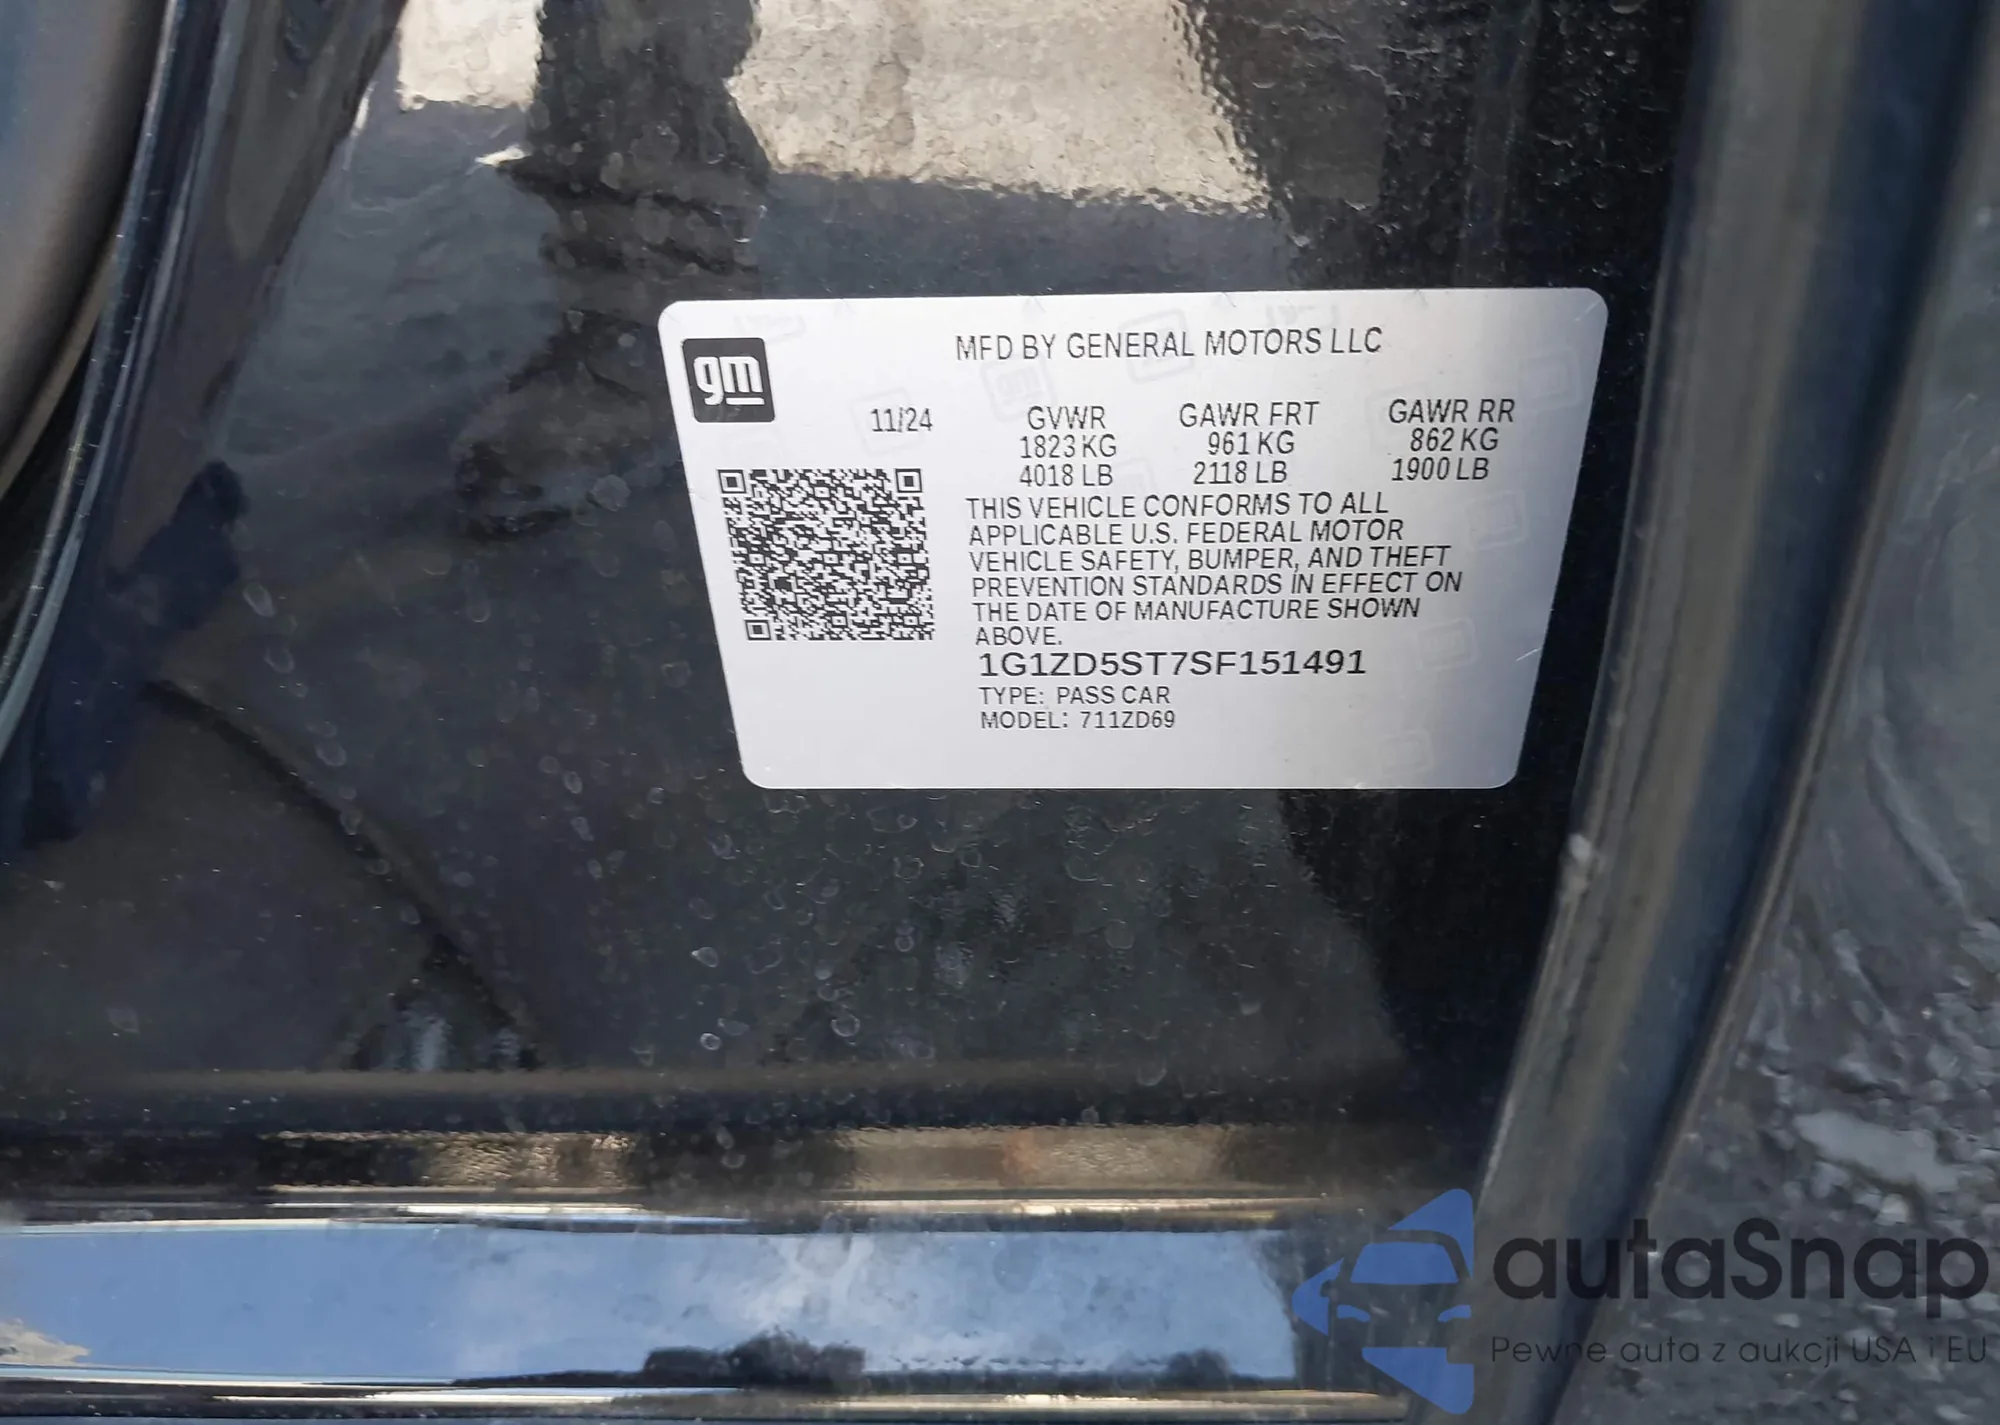 gm
MFD BY GENERAL MOTORS LLC
11/24 GVWR GAWR FRT GAWR RR
1823 KG 961 KG 862 KG
4018 LB 2118 LB 1900 LB
THIS VEHICLE CONFORMS TO ALL
APPLICABLE U.S. FEDERAL MOTOR
VEHICLE SAFETY, BUMPER, AND THEFT
PREVENTION STANDARDS IN EFFECT ON
THE DATE OF MANUFACTURE SHOWN
ABOVE.
1G1ZD5ST7SF151491
TYPE: PASS CAR
MODEL: 711ZD69
autaSnap
Pewne auta z aukcji USA i EU